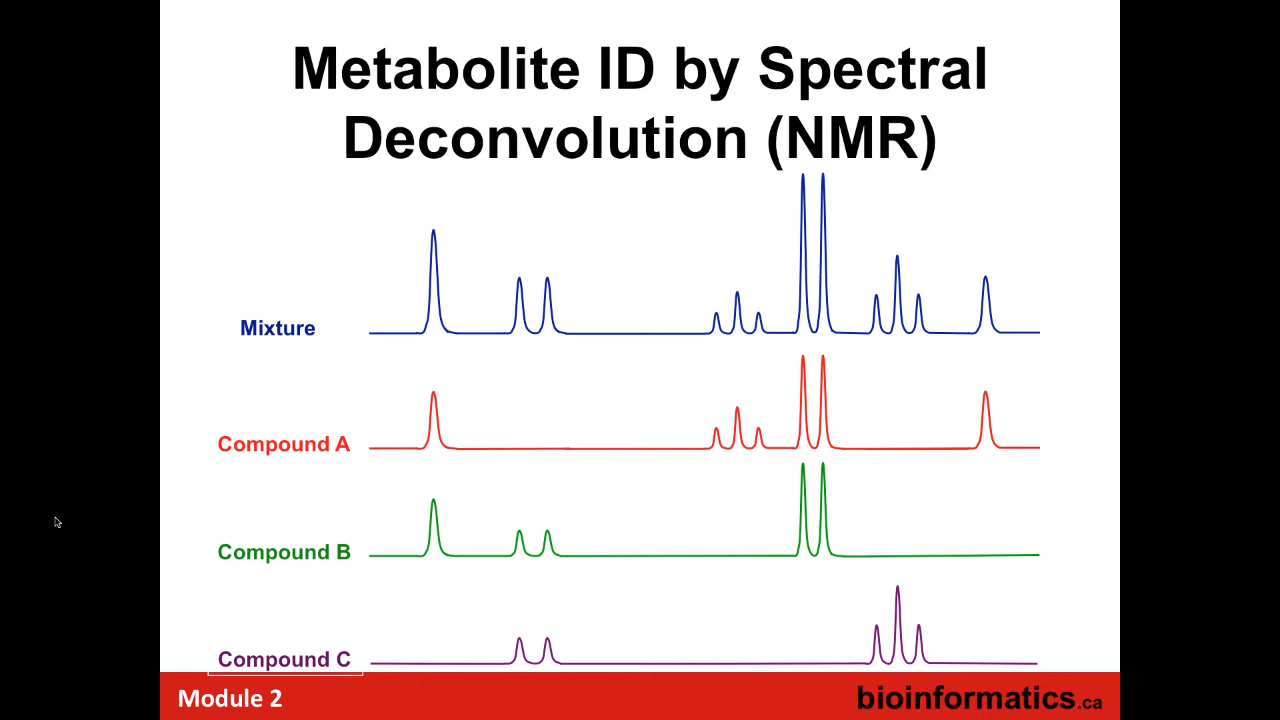 Metabolite ID by Spectral
Deconvolution (NMR)
Mixture
Compound A
Compound B
Compound C
Module 2
bioinformatics.ca